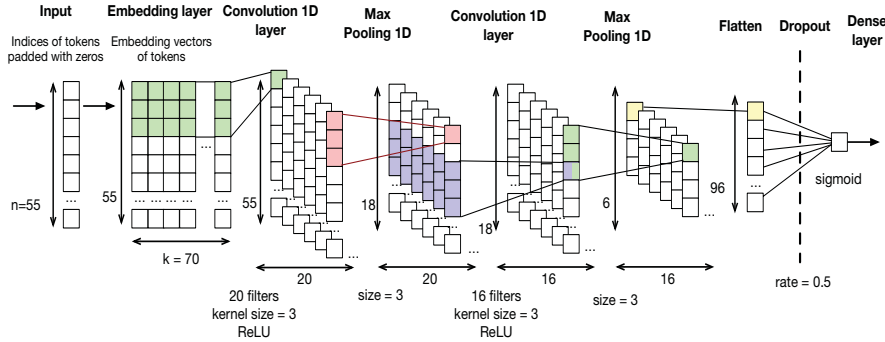 Input
Embedding layer
Convolution 1D
layer
Max
Pooling 1D
Convolution 1D
layer
Max
Pooling 1D
Flatten
Dropout
Dense
layer
Indices of tokens
padded with zeros
Embedding vectors
of tokens
...
...
... ... ...
...
n=55
55
55
18
18
6
96
...
...
...
...
...
...
...
...
...
...
sigmoid
k = 70
20
20
16
16
20 filters
kernel size = 3
ReLU
size = 3
16 filters
kernel size = 3
ReLU
size = 3
rate = 0.5